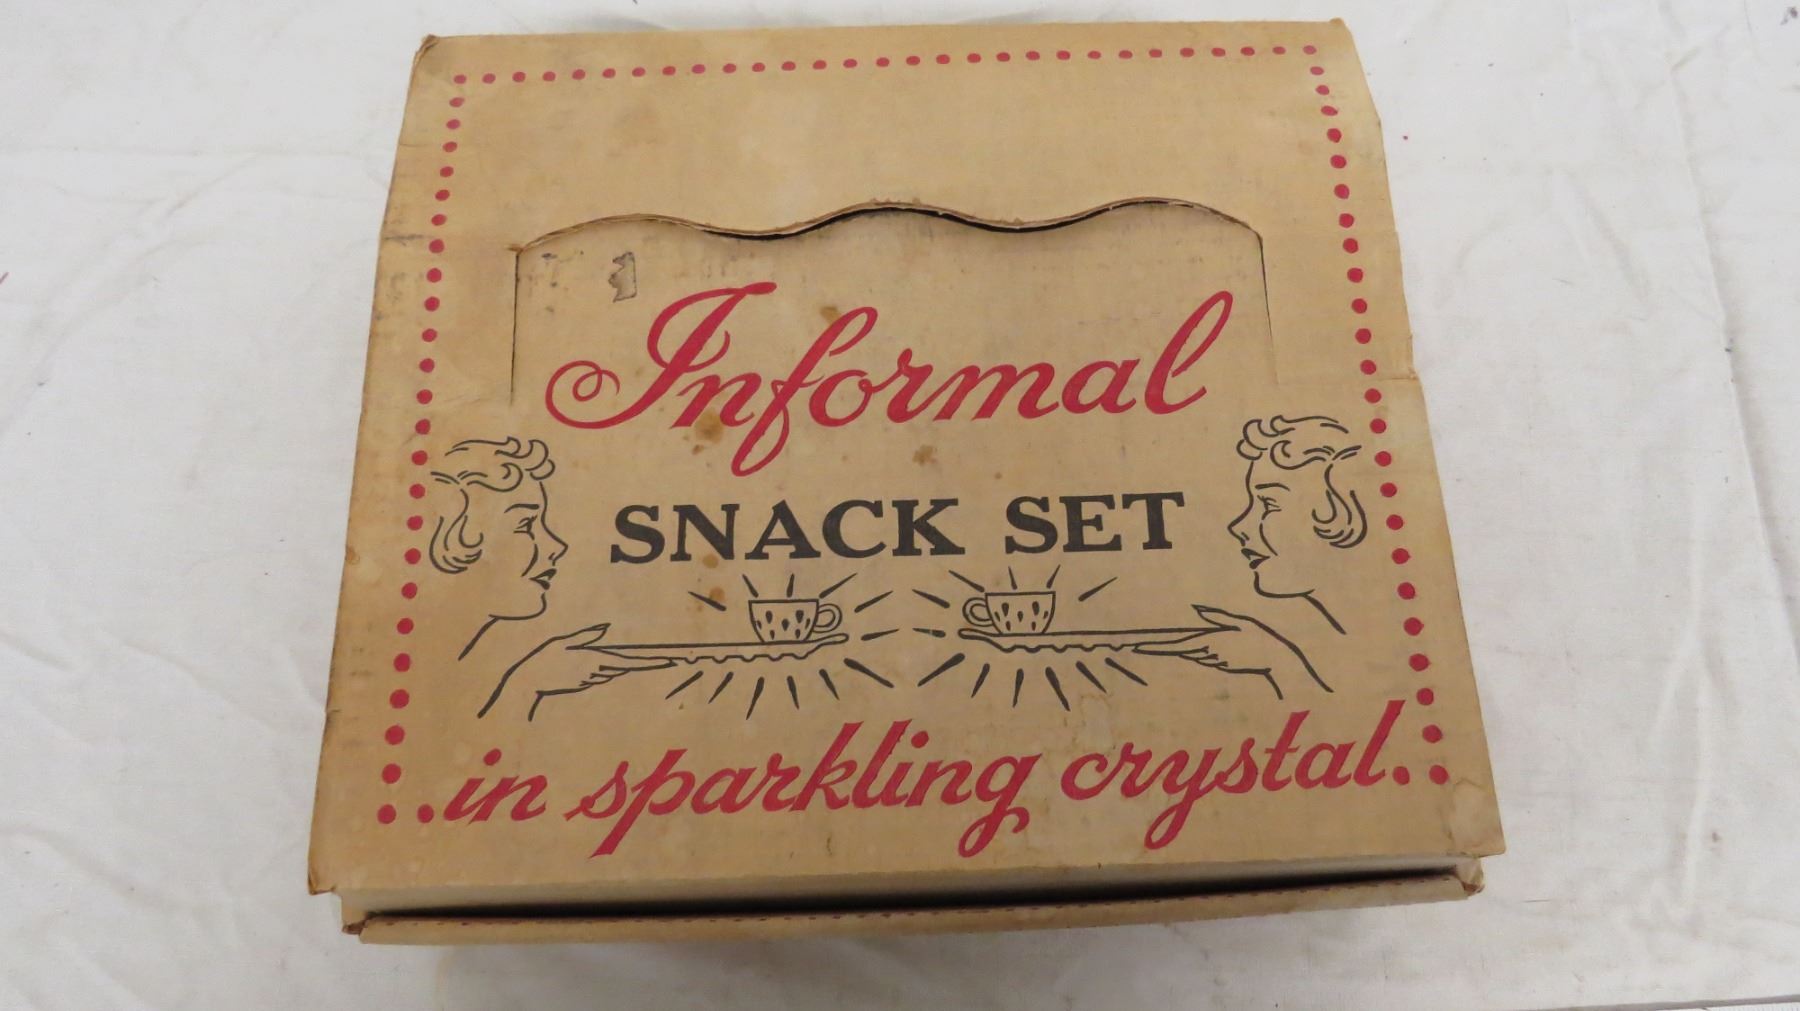 Informal
SNACK SET
in sparkling crystal.